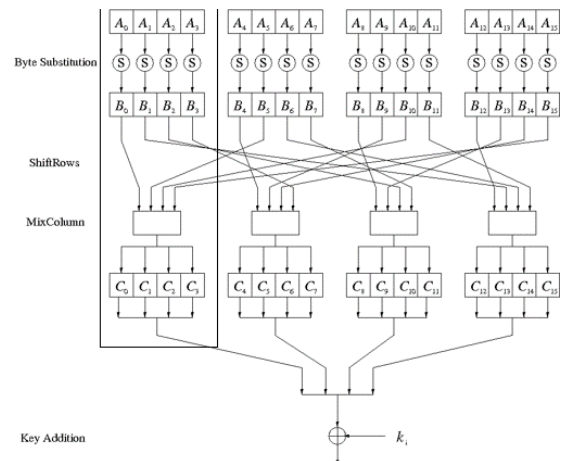 A₀ A₁ A₂ A₃ A₄ A₅ A₆ A₇ A₈ A₉ A₁₀ A₁₁ A₁₂ A₁₃ A₁₄ A₁₅
Byte Substitution S S S S S S S S S S S S S S S S
B₀ B₁ B₂ B₃ B₄ B₅ B₆ B₇ B₈ B₉ B₁₀ B₁₁ B₁₂ B₁₃ B₁₄ B₁₅
ShiftRows
MixColumn
C₀ C₁ C₂ C₃ C₄ C₅ C₆ C₇ C₈ C₉ C₁₀ C₁₁ C₁₂ C₁₃ C₁₄ C₁₅
Key Addition kᵢ